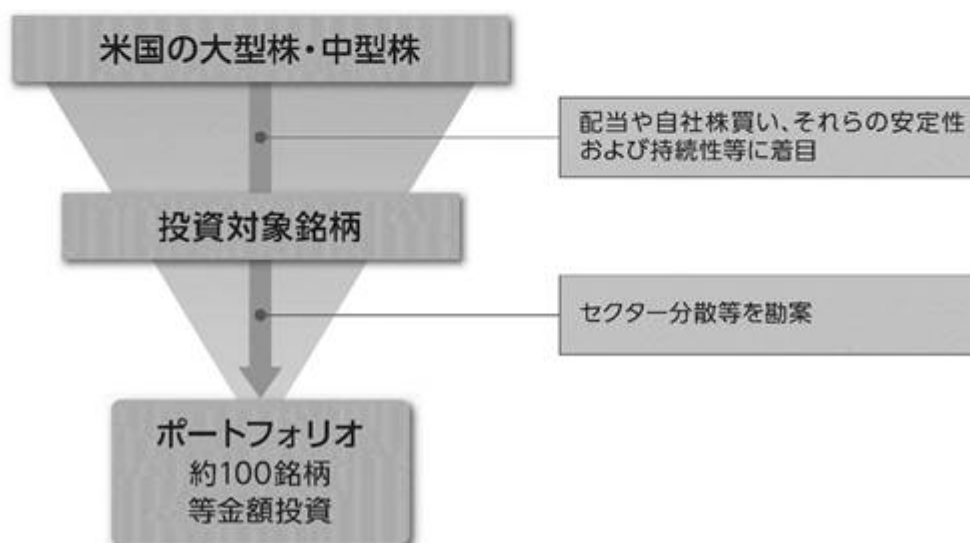 米国の大型株・中型株
配当や自社株買い、それらの安定性
および持続性等に着目
投資対象銘柄
セクター分散等を勘案
ポートフォリオ
約100銘柄
等金額投資